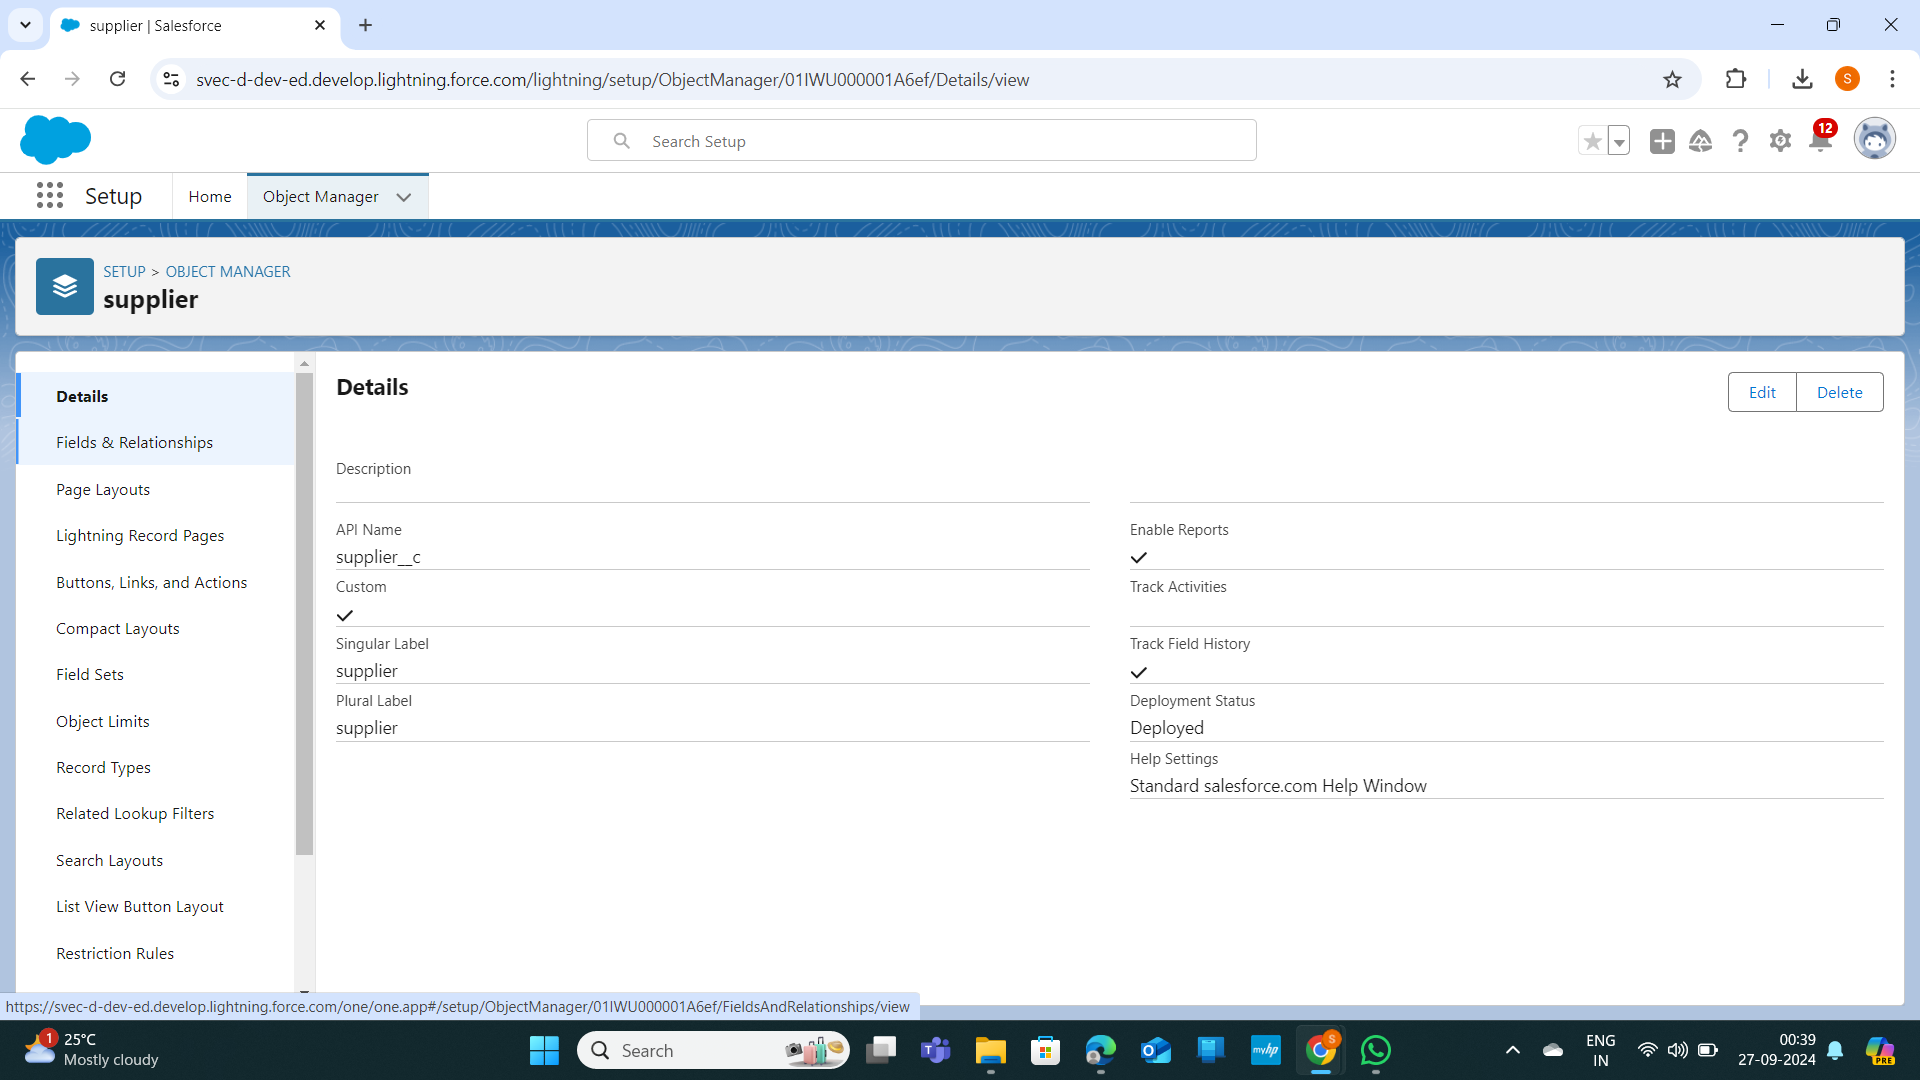 supplier | Salesforce
svec-d-dev-ed.develop.lightning.force.com/lightning/setup/ObjectManager/01IWU000001A6ef/Details/view
S
Search Setup
12
Setup
Home
Object Manager
SETUP > OBJECT MANAGER
supplier
Details
Fields & Relationships
Page Layouts
Lightning Record Pages
Buttons, Links, and Actions
Compact Layouts
Field Sets
Object Limits
Record Types
Related Lookup Filters
Search Layouts
List View Button Layout
Restriction Rules
Details
Edit
Delete
Description
API Name
supplier__c
Custom
Singular Label
supplier
Plural Label
supplier
Enable Reports
Track Activities
Track Field History
Deployment Status
Deployed
Help Settings
Standard salesforce.com Help Window
https://svec-d-dev-ed.develop.lightning.force.com/one/one.app#/setup/ObjectManager/01IWU000001A6ef/FieldsAndRelationships/view
1
25°C
Mostly cloudy
Search
myhp
S
ENG
IN
00:39
27-09-2024
PRE